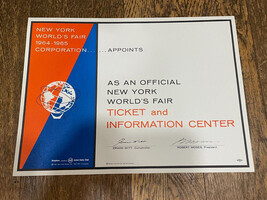 NEW YORK
WORLD'S FAIR
1964-1965
CORPORATION... ...APPOINTS
AS AN OFFICIAL
NEW YORK
WORLD'S FAIR
TICKET and
INFORMATION CENTER